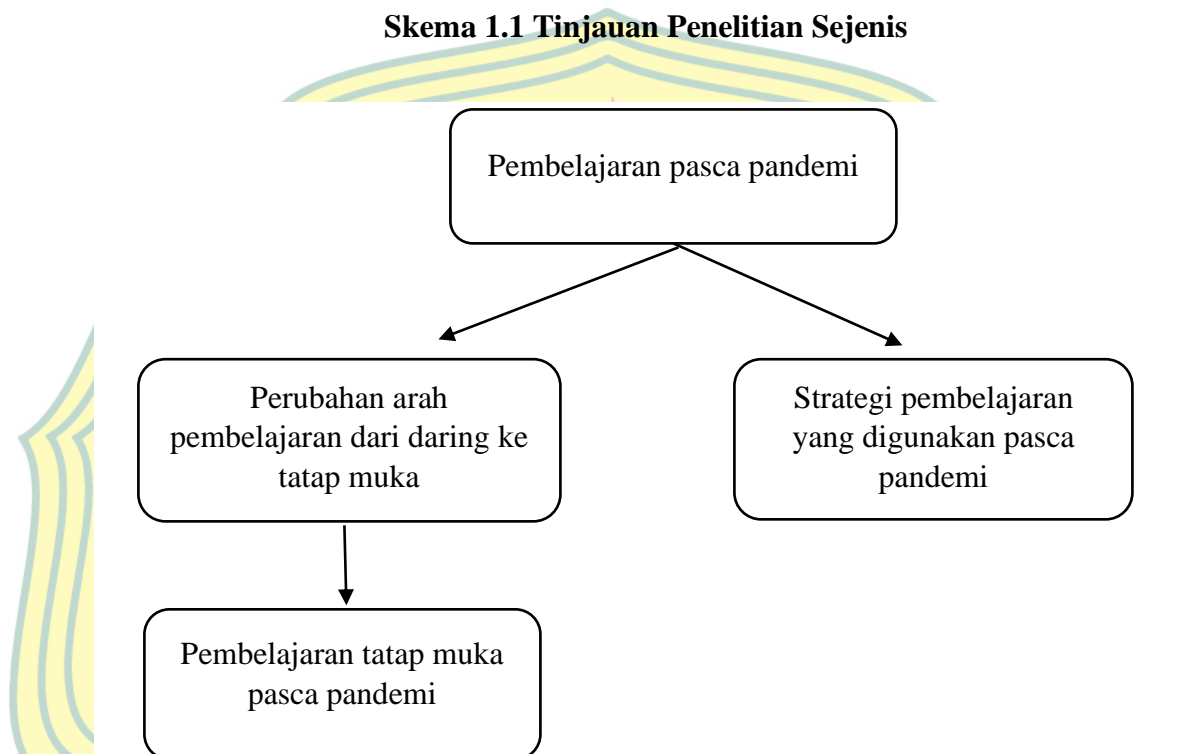 Skema 1.1 Tinjauan Penelitian Sejenis
Pembelajaran pasca pandemi
Perubahan arah
pembelajaran dari daring ke
tatap muka
Strategi pembelajaran
yang digunakan pasca
pandemi
Pembelajaran tatap muka
pasca pandemi